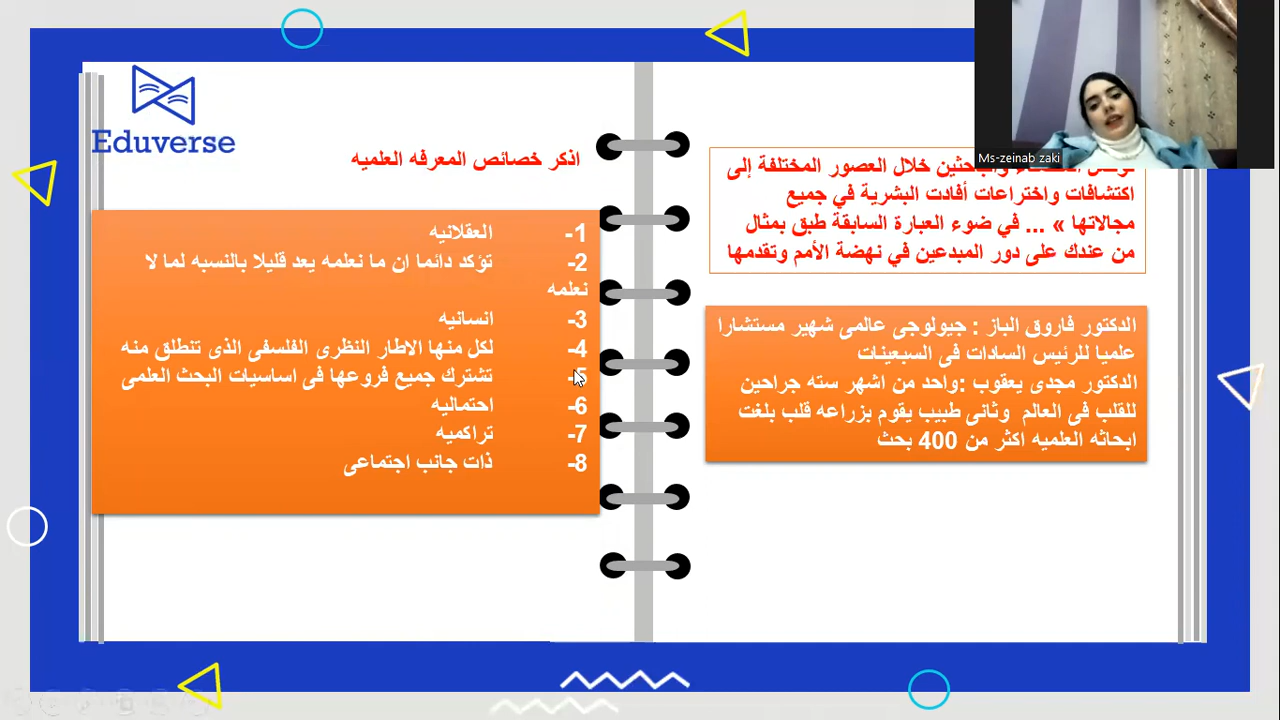 Ms-zeinab zaki
والباحثين خلال العصور المختلفة إلى
اكتشافات واختراعات أفادت البشرية في جميع
مجالاتها » ... في ضوء العبارة السابقة طبق بمثال
من عندك على دور المبدعين في نهضة الأمم وتقدمها
الدكتور فاروق الباز : جيولوجى عالمى شهير مستشارا
علميا للرئيس السادات فى السبعينات
الدكتور مجدى يعقوب :واحد من اشهر سته جراحين
للقلب فى العالم وثانى طبيب يقوم بزراعه قلب بلغت
ابحاثه العلميه اكثر من 400 بحث
Eduverse
اذكر خصائص المعرفه العلميه
1- العقلانيه
2- تؤكد دائما ان ما نعلمه يعد قليلا بالنسبه لما لا
نعلمه
3- انسانيه
4- لكل منها الاطار النظرى الفلسفى الذى تنطلق منه
5- تشترك جميع فروعها فى اساسيات البحث العلمى
6- احتماليه
7- تراكميه
8- ذات جانب اجتماعى